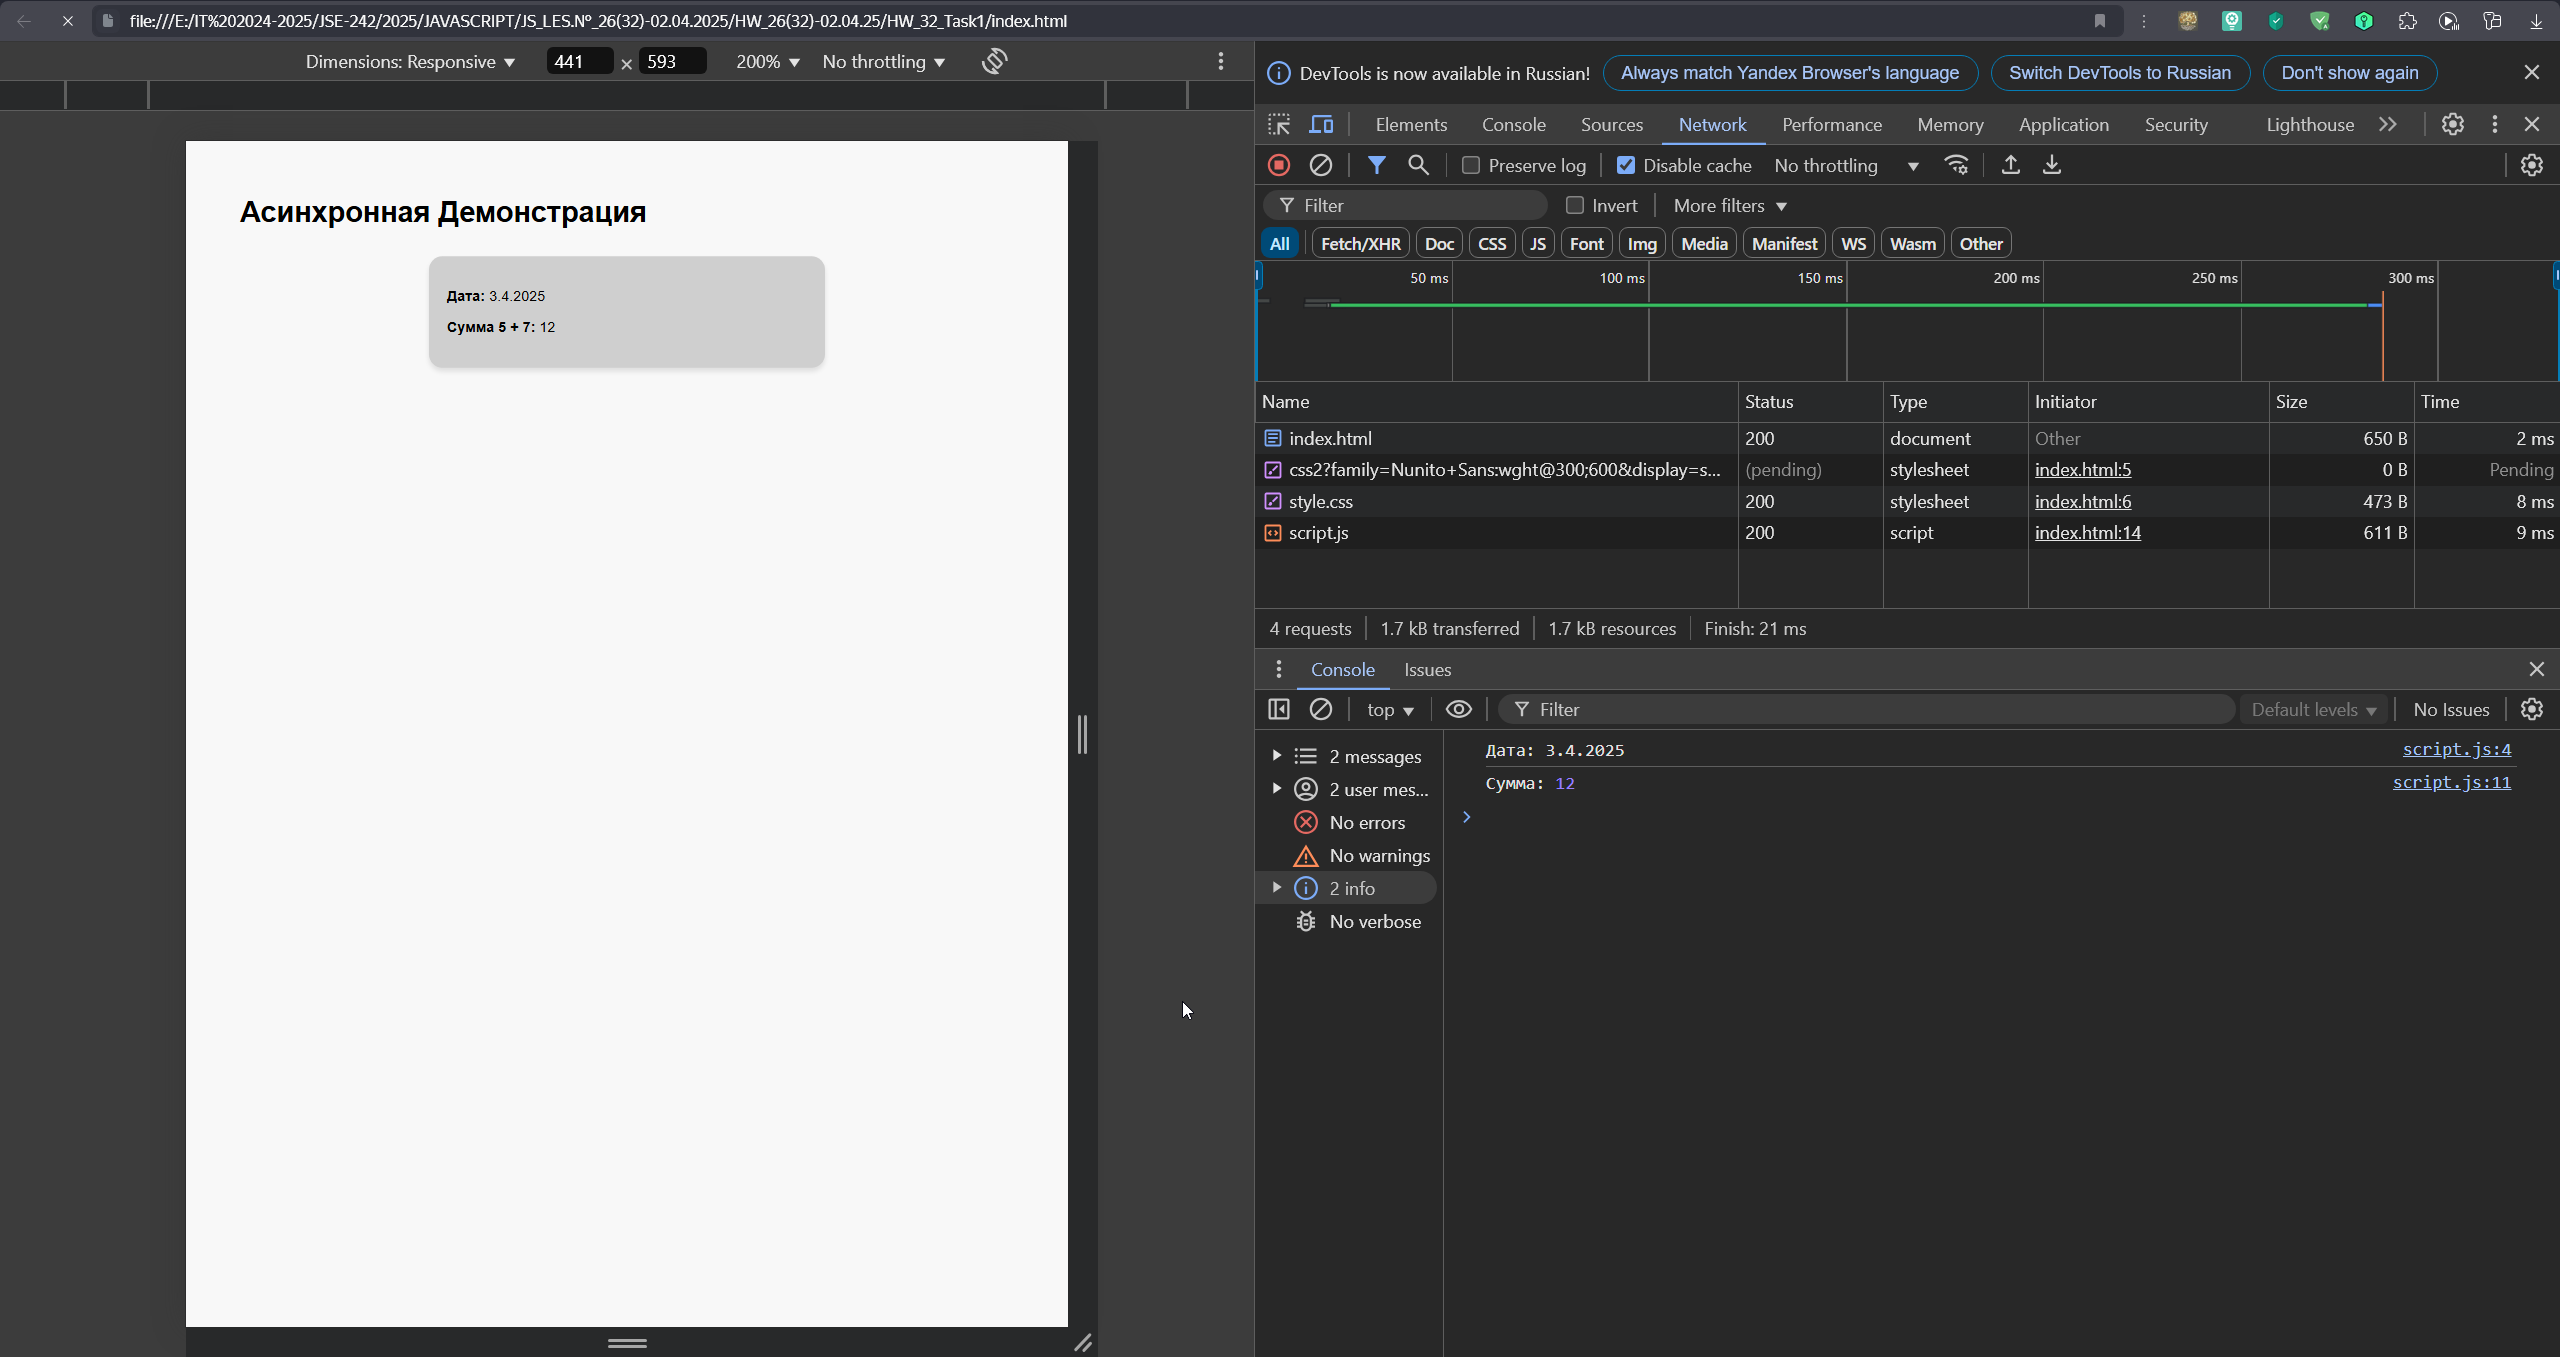 file:///E:/IT%202024-2025/JSE-242/2025/JAVASCRIPT/JS_LES.Nº_26(32)-02.04.2025/HW_26(32)-02.04.25/HW_32_Task1/index.html
Dimensions: Responsive 441 × 593 200% No throttling
Асинхронная Демонстрация
Дата: 3.4.2025
Сумма 5 + 7: 12
DevTools is now available in Russian! Always match Yandex Browser's language Switch DevTools to Russian Don't show again
Elements Console Sources Network Performance Memory Application Security Lighthouse
Preserve log Disable cache No throttling
Filter Invert More filters
All Fetch/XHR Doc CSS JS Font Img Media Manifest WS Wasm Other
50 ms 100 ms 150 ms 200 ms 250 ms 300 ms
Name Status Type Initiator Size Time
index.html 200 document Other 650 B 2 ms
css2?family=Nunito+Sans:wght@300;600&display=s... (pending) stylesheet index.html:5 0 B Pending
style.css 200 stylesheet index.html:6 473 B 8 ms
script.js 200 script index.html:14 611 B 9 ms
4 requests 1.7 kB transferred 1.7 kB resources Finish: 21 ms
Console Issues
top Filter Default levels No Issues
2 messages
2 user mes...
No errors
No warnings
2 info
No verbose
Дата: 3.4.2025 script.js:4
Сумма: 12 script.js:11